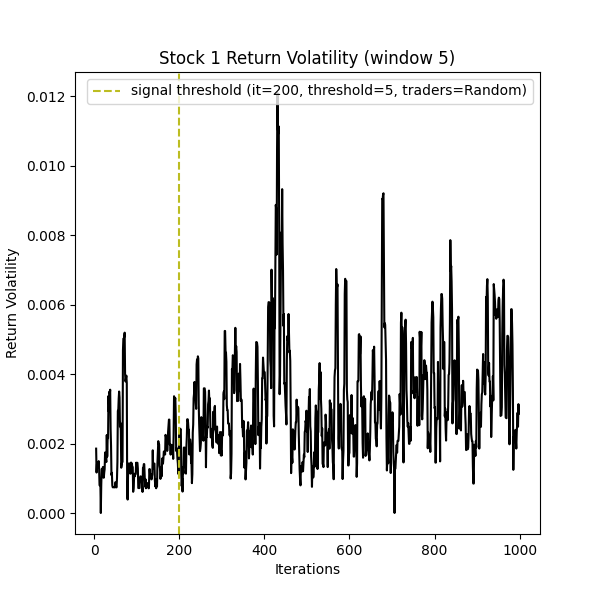 Stock 1 Return Volatility (window 5)
signal threshold (it=200, threshold=5, traders=Random)
0.012
0.010
0.008
0.006
0.004
0.002
0.000
Return Volatility
0 200 400 600 800 1000
Iterations